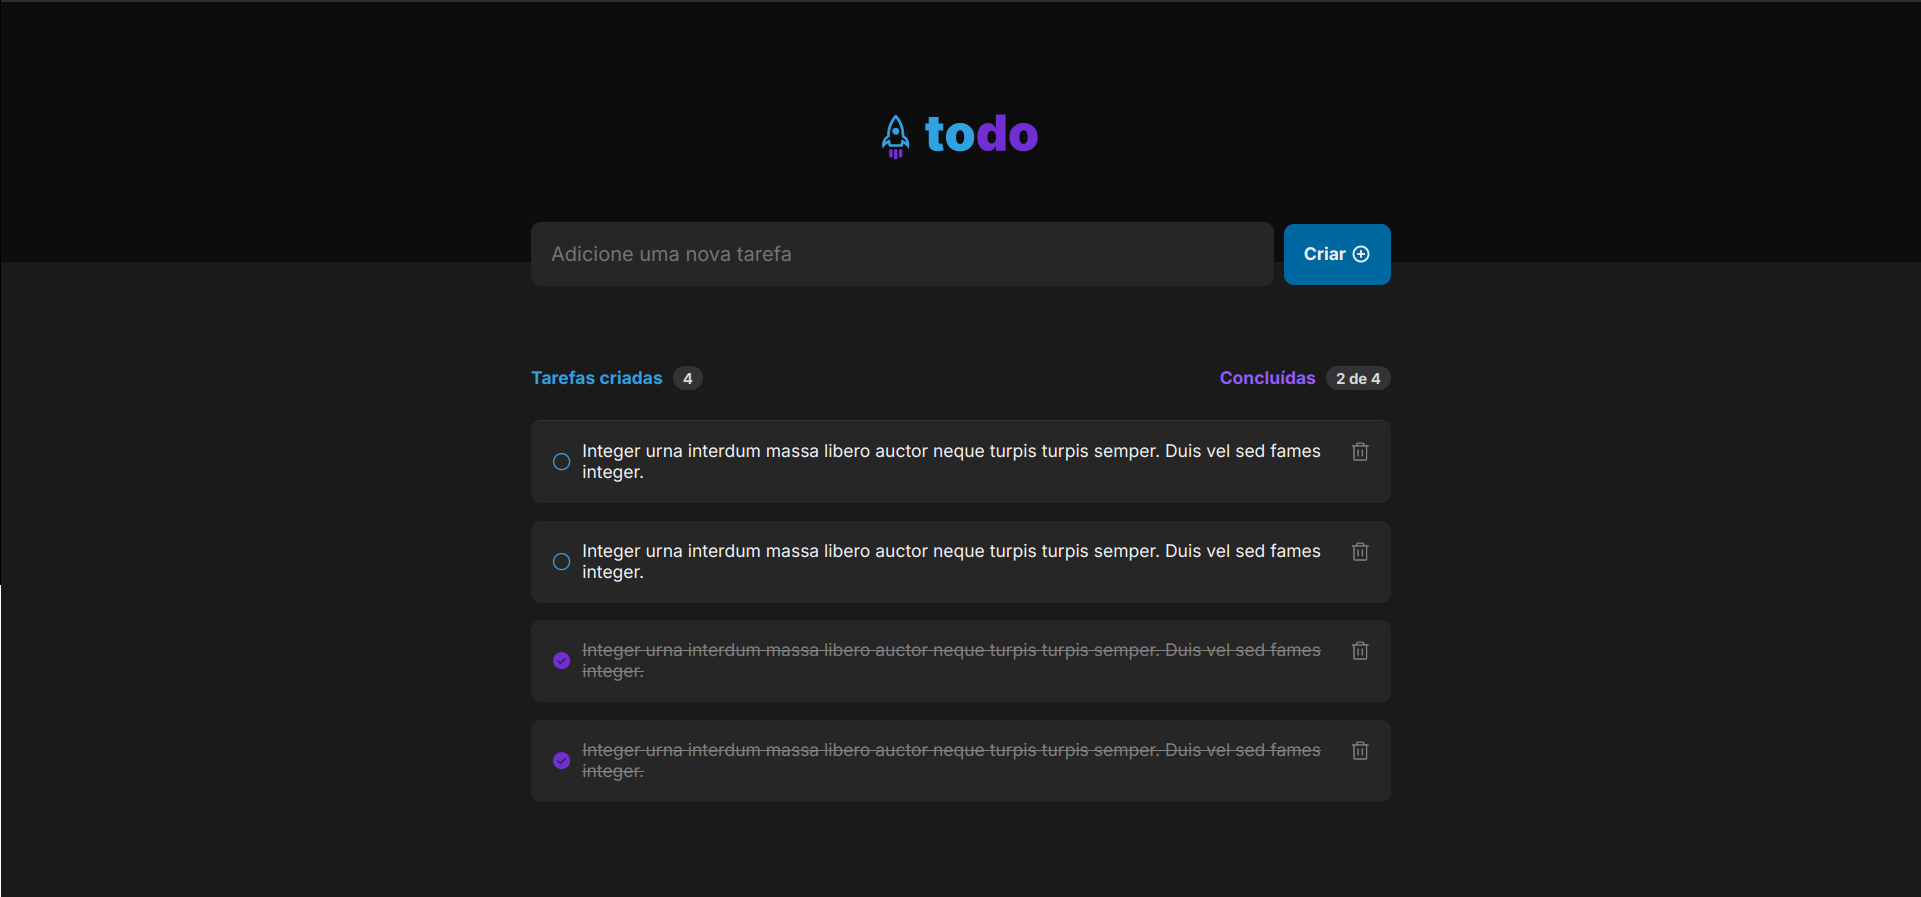 todo
Adicione uma nova tarefa
Criar
Tarefas criadas 4
Concluídas 2 de 4
Integer urna interdum massa libero auctor neque turpis turpis semper. Duis vel sed fames
integer.
Integer urna interdum massa libero auctor neque turpis turpis semper. Duis vel sed fames
integer.
Integer urna interdum massa libero auctor neque turpis turpis semper. Duis vel sed fames
integer.
Integer urna interdum massa libero auctor neque turpis turpis semper. Duis vel sed fames
integer.